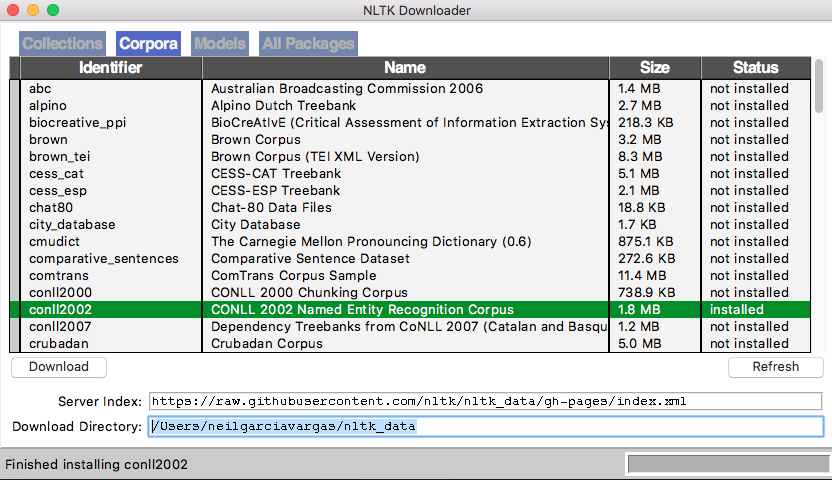 NLTK Downloader
Collections Corpora Models All Packages
Identifier Name Size Status
abc Australian Broadcasting Commission 2006 1.4 MB not installed
alpino Alpino Dutch Treebank 2.7 MB not installed
biocreative_ppi BioCreAtIvE (Critical Assessment of Information Extraction Sys 218.3 KB not installed
brown Brown Corpus 3.2 MB not installed
brown_tei Brown Corpus (TEI XML Version) 8.3 MB not installed
cess_cat CESS-CAT Treebank 5.1 MB not installed
cess_esp CESS-ESP Treebank 2.1 MB not installed
chat80 Chat-80 Data Files 18.8 KB not installed
city_database City Database 1.7 KB not installed
cmudict The Carnegie Mellon Pronouncing Dictionary (0.6) 875.1 KB not installed
comparative_sentences Comparative Sentence Dataset 272.6 KB not installed
comtrans ComTrans Corpus Sample 11.4 MB not installed
conll2000 CONLL 2000 Chunking Corpus 738.9 KB not installed
conll2002 CONLL 2002 Named Entity Recognition Corpus 1.8 MB installed
conll2007 Dependency Treebanks from CoNLL 2007 (Catalan and Basqu 1.2 MB not installed
crubadan Crubadan Corpus 5.0 MB not installed
Download Refresh
Server Index: https://raw.githubusercontent.com/nltk/nltk_data/gh-pages/index.xml
Download Directory: /Users/neilgarciavargas/nltk_data
Finished installing conll2002